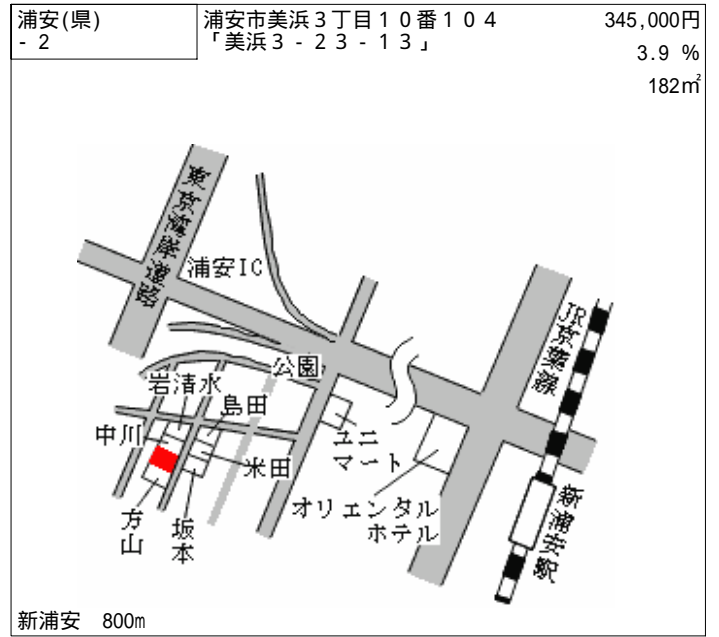 浦安(県)
- 2
浦安市美浜３丁目１０番１０４
「美浜３‐２３‐１３」
345,000円
3.9 %
182㎡
東京湾岸道路
浦安IC
JR京葉線
公園
岩清水
島田
中川
米田
ユニ
マート
オリエンタル
ホテル
方山
坂本
新浦安駅
新浦安 800m